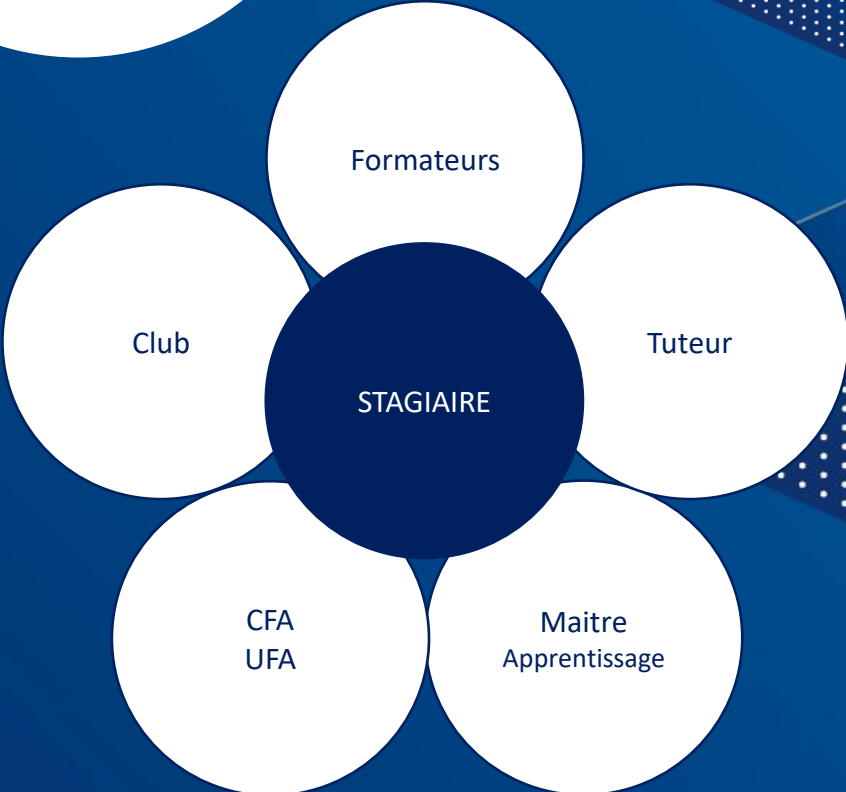 Formateurs
Club
Tuteur
STAGIAIRE
CFA
UFA
Maitre
Apprentissage